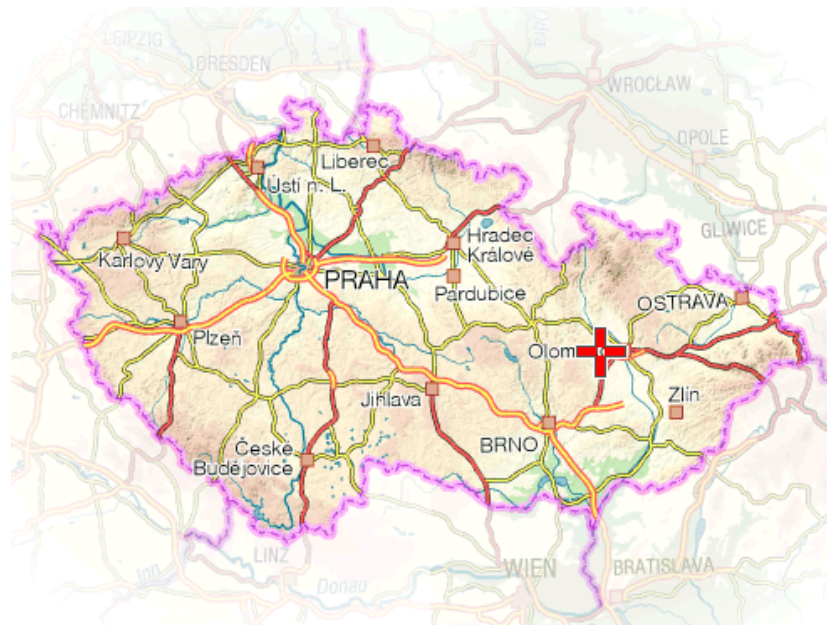 LEIPZIG
DRESDEN
Odra
WROCŁAW
CHEMNITZ
OPOLE
Liberec
Ústí n. L.
GLIWICE
Karlovy Vary
Hradec
Králové
PRAHA
Pardubice
OSTRAVA
Plzeň
Olom
Zlín
Jihlava
BRNO
České
Budějovice
LINZ
WIEN
Inn
Donau
BRATISLAVA